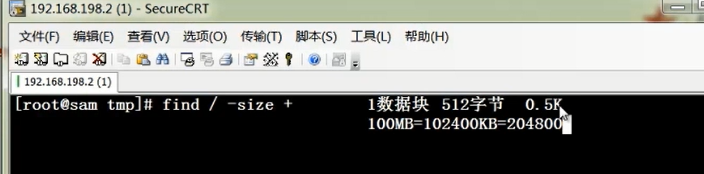 192.168.198.2 (1) - SecureCRT
文件(F) 编辑(E) 查看(V) 选项(O) 传输(T) 脚本(S) 工具(L) 帮助(H)
192.168.198.2 (1)
[root@sam tmp]# find / -size + 1数据块 512字节 0.5K
100MB=102400KB=204800